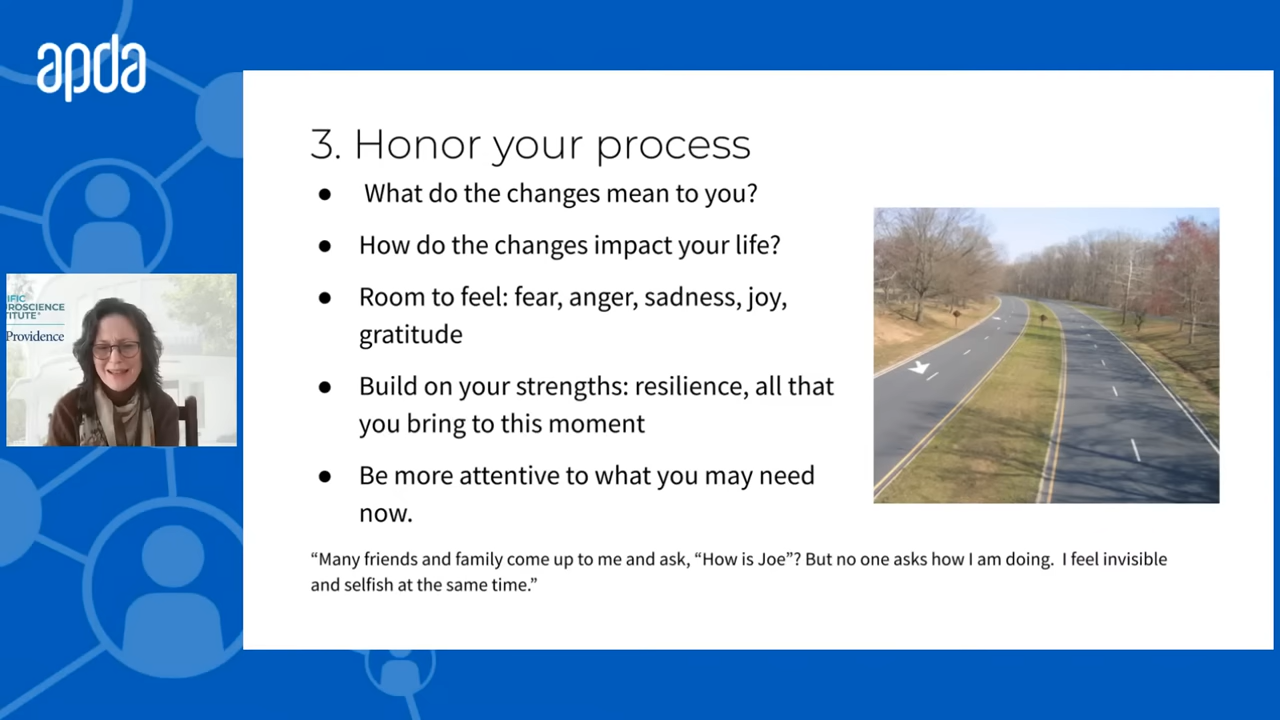 apda
3. Honor your process
● What do the changes mean to you?
● How do the changes impact your life?
● Room to feel: fear, anger, sadness, joy,
gratitude
● Build on your strengths: resilience, all that
you bring to this moment
● Be more attentive to what you may need
now.
“Many friends and family come up to me and ask, “How is Joe”? But no one asks how I am doing. I feel invisible
and selfish at the same time.”
IFIC
UROSCIENCE
TITUTE
Providence